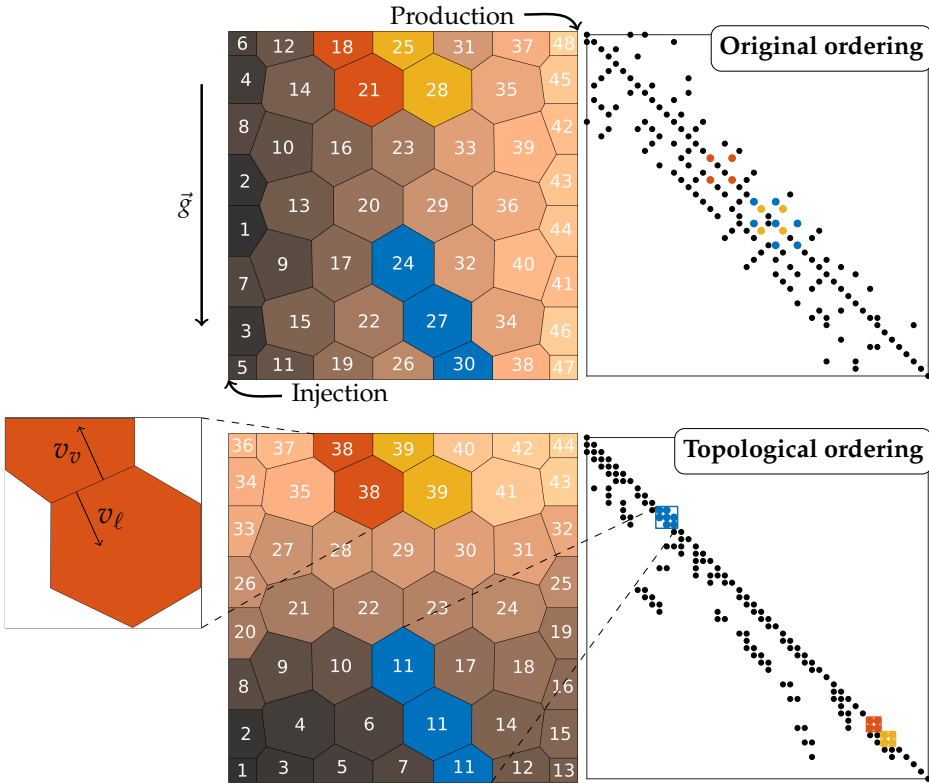 Production
6 12 18 25 31 37 48
Original ordering
4 14 21 28 35 45
8 10 16 23 33 39 42
2 13 20 29 36 43
1 44
g⃗
9 17 24 32 40 41
7
3 15 22 27 34 46
5 11 19 26 30 38 47
Injection
36 37 38 39 40 42 44
Topological ordering
34 35 38 39 41 43
v_v
v_ℓ
33 27 28 29 30 31 32
26 21 22 23 24 25
20 19
8 9 10 11 17 18 16
2 4 6 11 14 15
1 3 5 7 11 12 13